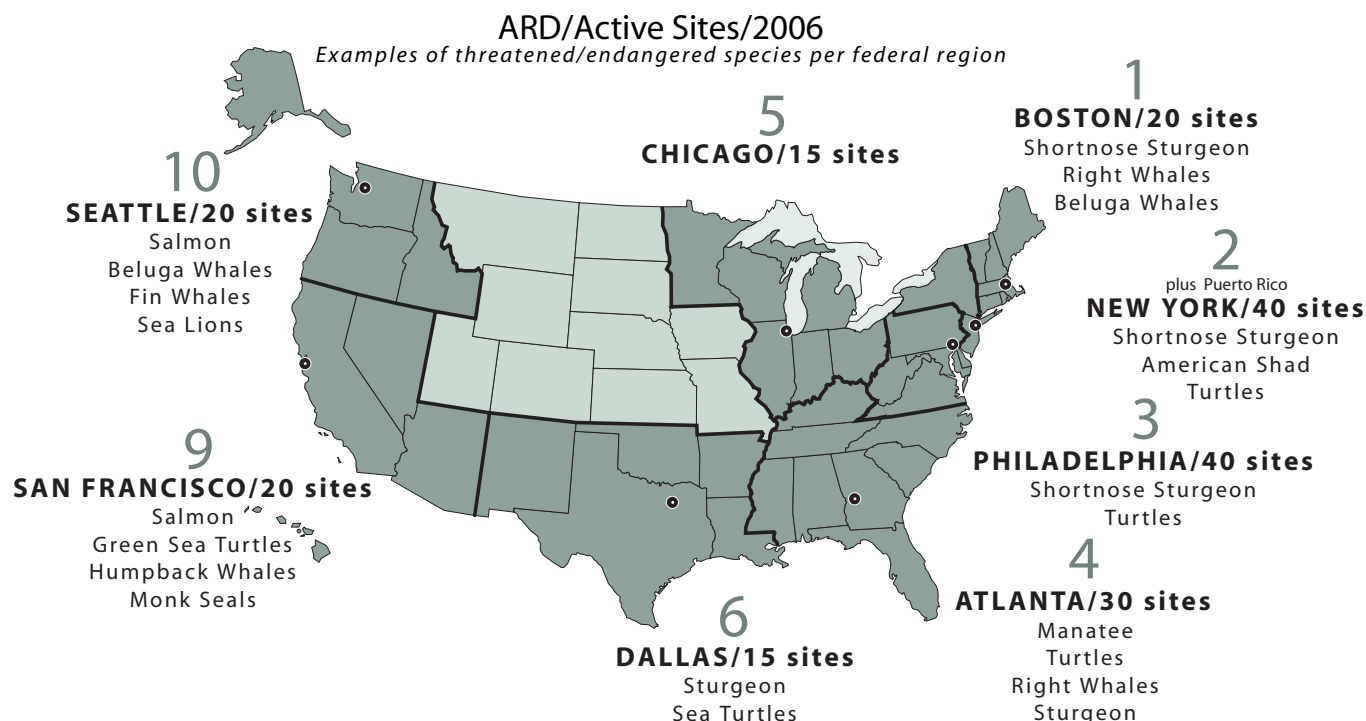 ARD/Active Sites/2006
Examples of threatened/endangered species per federal region
1
BOSTON/20 sites
Shortnose Sturgeon
Right Whales
Beluga Whales
5
CHICAGO/15 sites
10
SEATTLE/20 sites
Salmon
Beluga Whales
Fin Whales
Sea Lions
2
plus Puerto Rico
NEW YORK/40 sites
Shortnose Sturgeon
American Shad
Turtles
3
PHILADELPHIA/40 sites
Shortnose Sturgeon
Turtles
9
SAN FRANCISCO/20 sites
Salmon
Green Sea Turtles
Humpback Whales
Monk Seals
4
ATLANTA/30 sites
Manatee
Turtles
Right Whales
Sturgeon
6
DALLAS/15 sites
Sturgeon
Sea Turtles